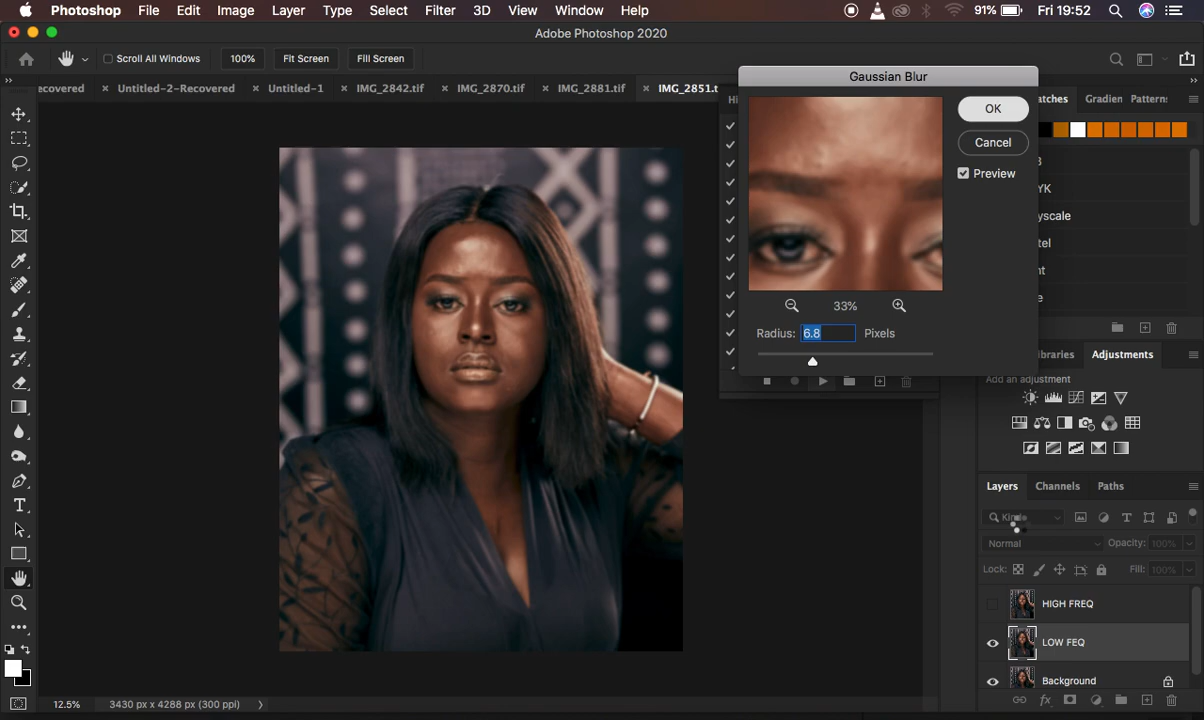 Photoshop File Edit Image Layer Type Select Filter 3D View Window Help 91% Fri 19:52
Adobe Photoshop 2020
Scroll All Windows 100% Fit Screen Fill Screen
ecovered × Untitled-2-Recovered × Untitled-1 × IMG_2842.tif × IMG_2870.tif × IMG_2881.tif × IMG_2851.t
Hi
atches Gradien Patterns
Gaussian Blur
OK
Cancel
Preview
33%
Radius: 6.8 Pixels
YK
yscale
tel
nt
e
ibraries Adjustments
Add an adjustment
Layers Channels Paths
Kind
Normal Opacity: 100%
Lock: Fill: 100%
HIGH FREQ
LOW FEQ
Background
12.5% 3430 px x 4288 px (300 ppi)